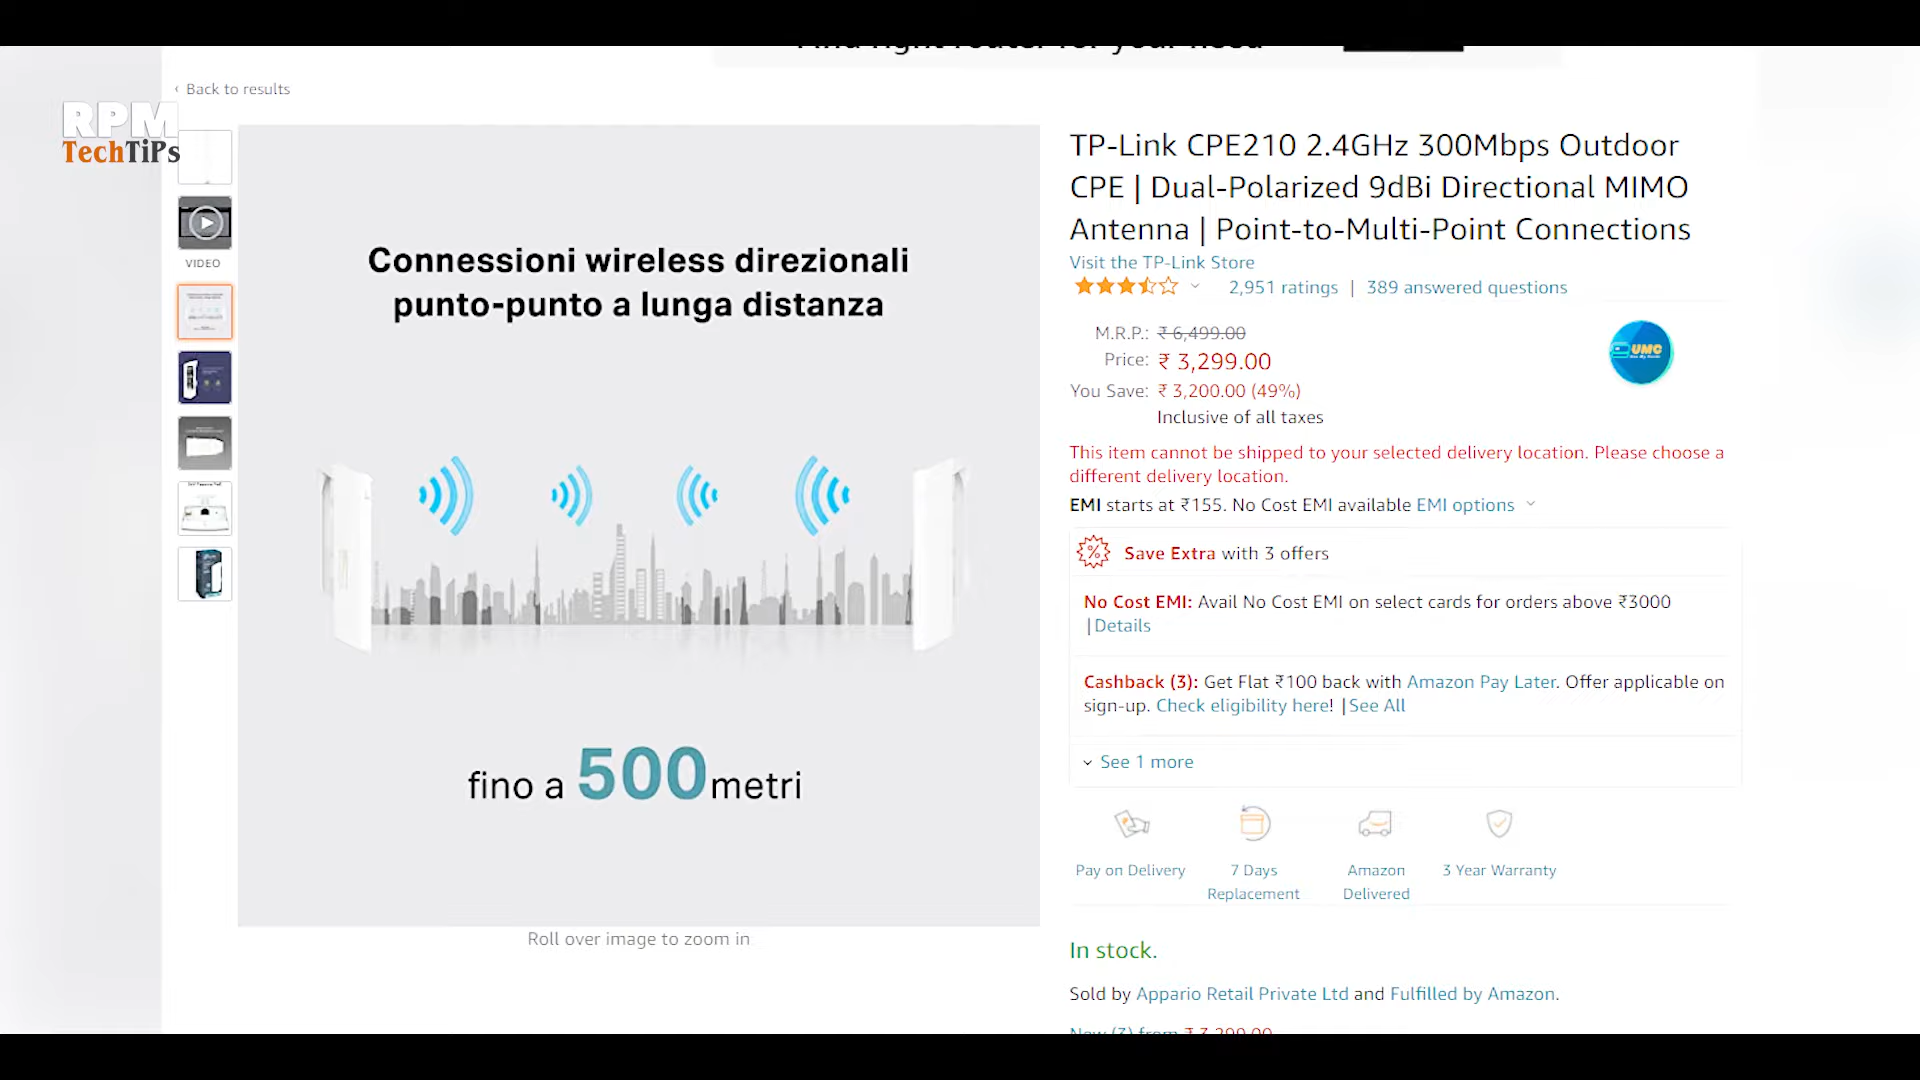 ‹ Back to results
RPM
TechTiPs
VIDEO
Connessioni wireless direzionali
punto-punto a lunga distanza
fino a 500 metri
Roll over image to zoom in
TP-Link CPE210 2.4GHz 300Mbps Outdoor
CPE | Dual-Polarized 9dBi Directional MIMO
Antenna | Point-to-Multi-Point Connections
Visit the TP-Link Store
2,951 ratings | 389 answered questions
M.R.P.: ₹ 6,499.00
Price: ₹ 3,299.00
You Save: ₹ 3,200.00 (49%)
Inclusive of all taxes
UMC
This item cannot be shipped to your selected delivery location. Please choose a
different delivery location.
EMI starts at ₹155. No Cost EMI available EMI options
Save Extra with 3 offers
No Cost EMI: Avail No Cost EMI on select cards for orders above ₹3000
| Details
Cashback (3): Get Flat ₹100 back with Amazon Pay Later. Offer applicable on
sign-up. Check eligibility here! | See All
See 1 more
Pay on Delivery
7 Days
Replacement
Amazon
Delivered
3 Year Warranty
In stock.
Sold by Appario Retail Private Ltd and Fulfilled by Amazon.
New (3) from ₹ 3,299.00